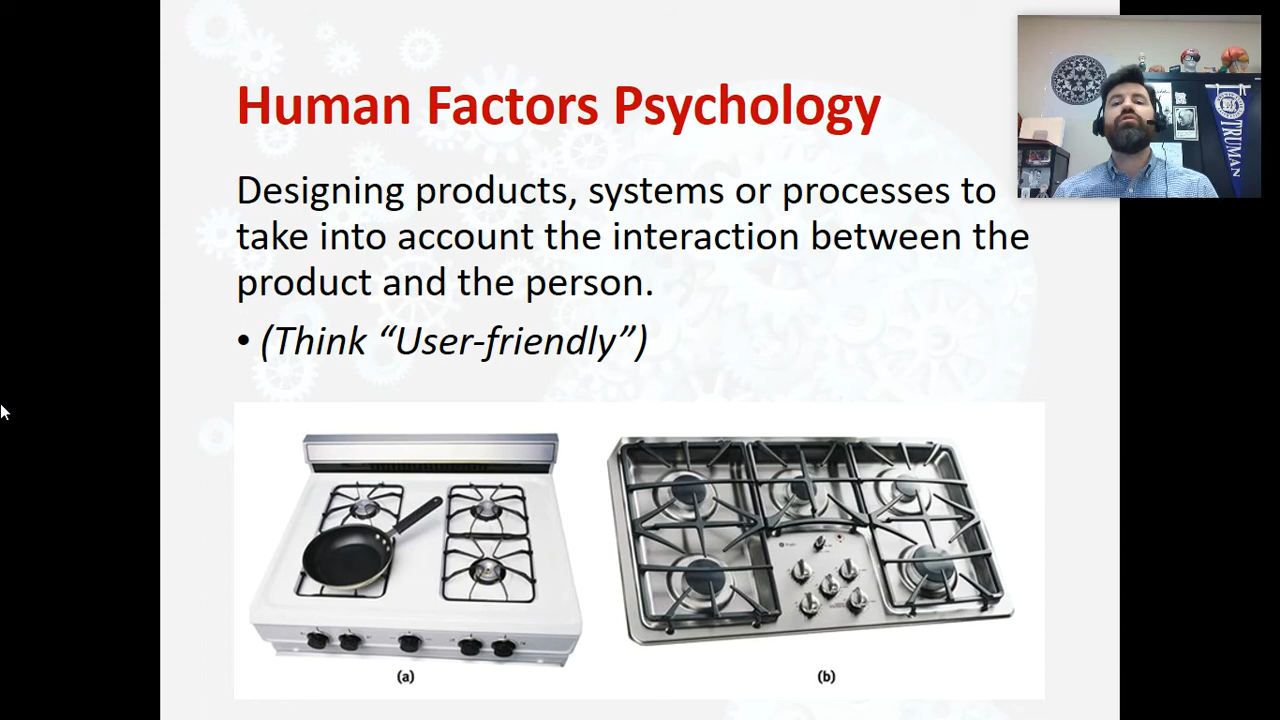 Human Factors Psychology
TRUMAN
Designing products, systems or processes to
take into account the interaction between the
product and the person.
• (Think “User-friendly”)
(a)
(b)